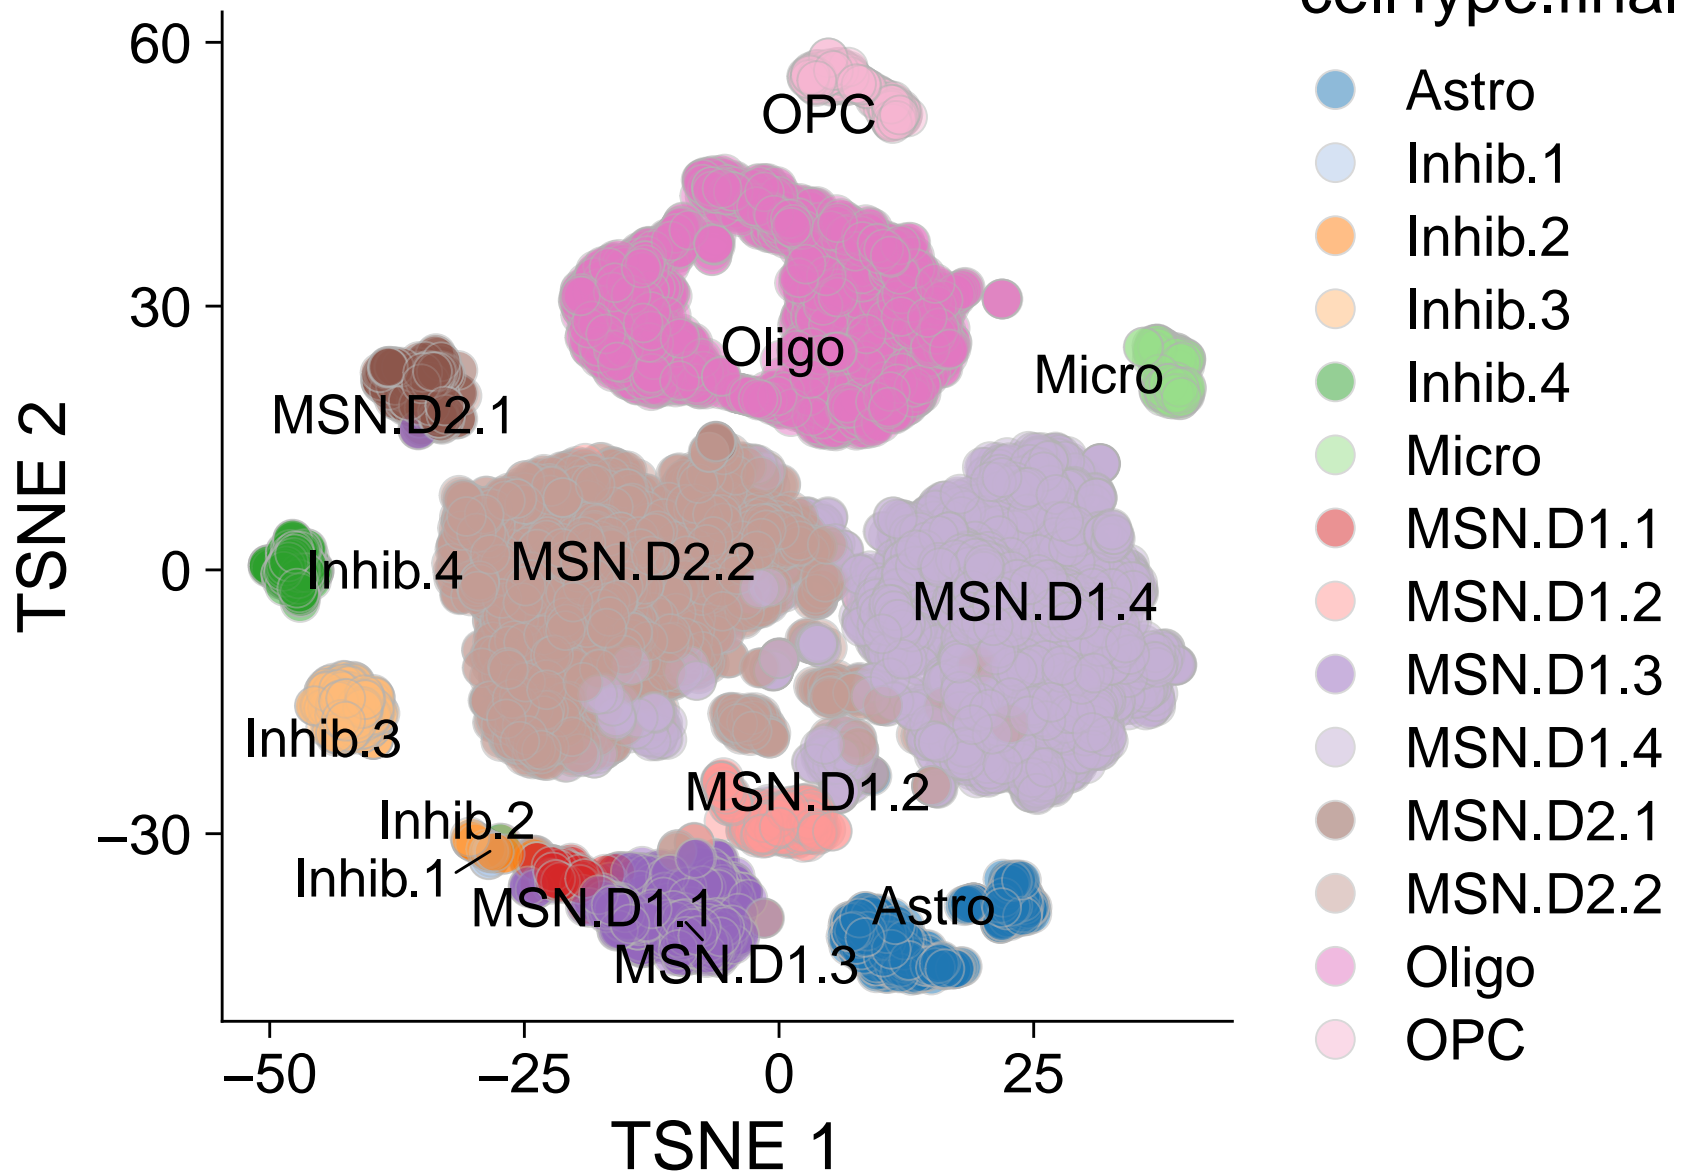 cellType.final
60
30
0
−30
TSNE 2
OPC
Oligo
Micro
MSN.D2.1
Inhib.4
MSN.D2.2
MSN.D1.4
Inhib.3
MSN.D1.2
Inhib.2
Inhib.1
MSN.D1.1
Astro
MSN.D1.3
−50
−25
0
25
TSNE 1
Astro
Inhib.1
Inhib.2
Inhib.3
Inhib.4
Micro
MSN.D1.1
MSN.D1.2
MSN.D1.3
MSN.D1.4
MSN.D2.1
MSN.D2.2
Oligo
OPC